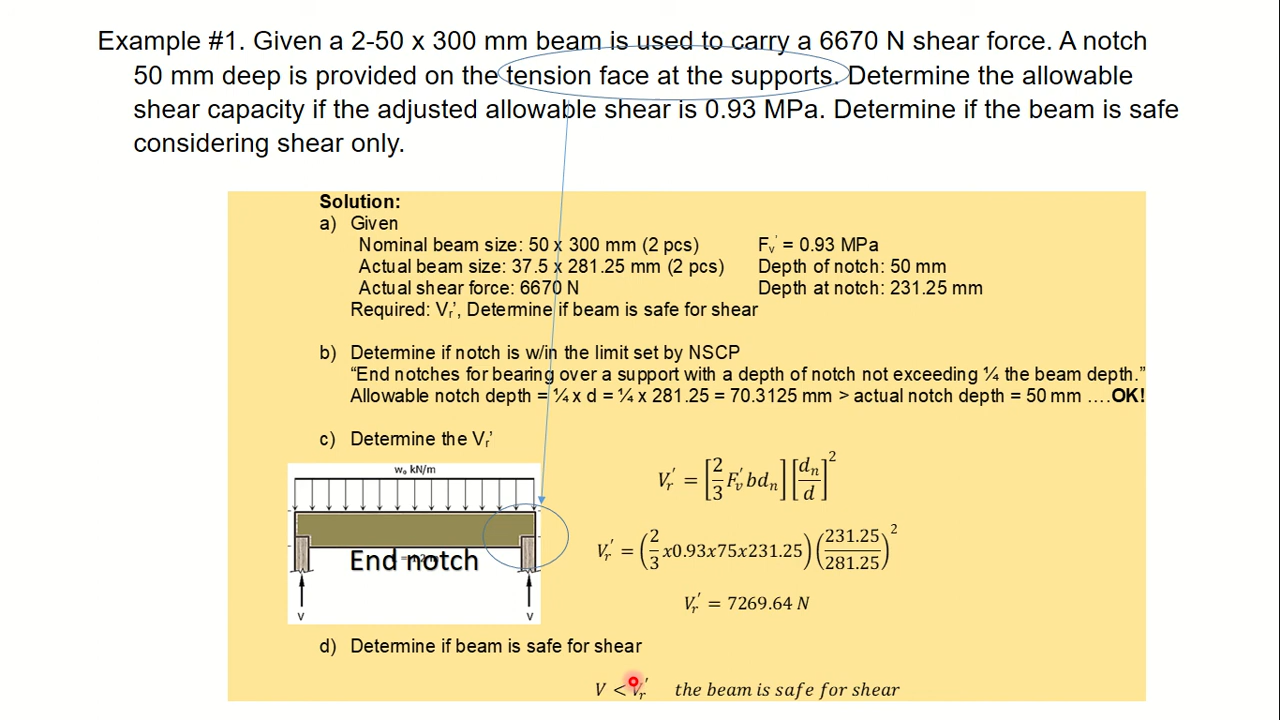 Example #1. Given a 2-50 x 300 mm beam is used to carry a 6670 N shear force. A notch
50 mm deep is provided on the tension face at the supports. Determine the allowable
shear capacity if the adjusted allowable shear is 0.93 MPa. Determine if the beam is safe
considering shear only.
Solution:
a) Given
Nominal beam size: 50 x 300 mm (2 pcs) Fᵥ' = 0.93 MPa
Actual beam size: 37.5 x 281.25 mm (2 pcs) Depth of notch: 50 mm
Actual shear force: 6670 N Depth at notch: 231.25 mm
Required: Vᵣ', Determine if beam is safe for shear
b) Determine if notch is w/in the limit set by NSCP
“End notches for bearing over a support with a depth of notch not exceeding ¼ the beam depth.”
Allowable notch depth = ¼ x d = ¼ x 281.25 = 70.3125 mm > actual notch depth = 50 mm ....OK!
c) Determine the Vᵣ'
Vᵣ' = [2/3 Fᵥ' bdₙ] [dₙ/d]²
wₒ kN/m
Vᵣ' = (2/3 x0.93x75x231.25) (231.25/281.25)²
End notch
Vᵣ' = 7269.64 N
V V
d) Determine if beam is safe for shear
V < Vᵣ' the beam is safe for shear